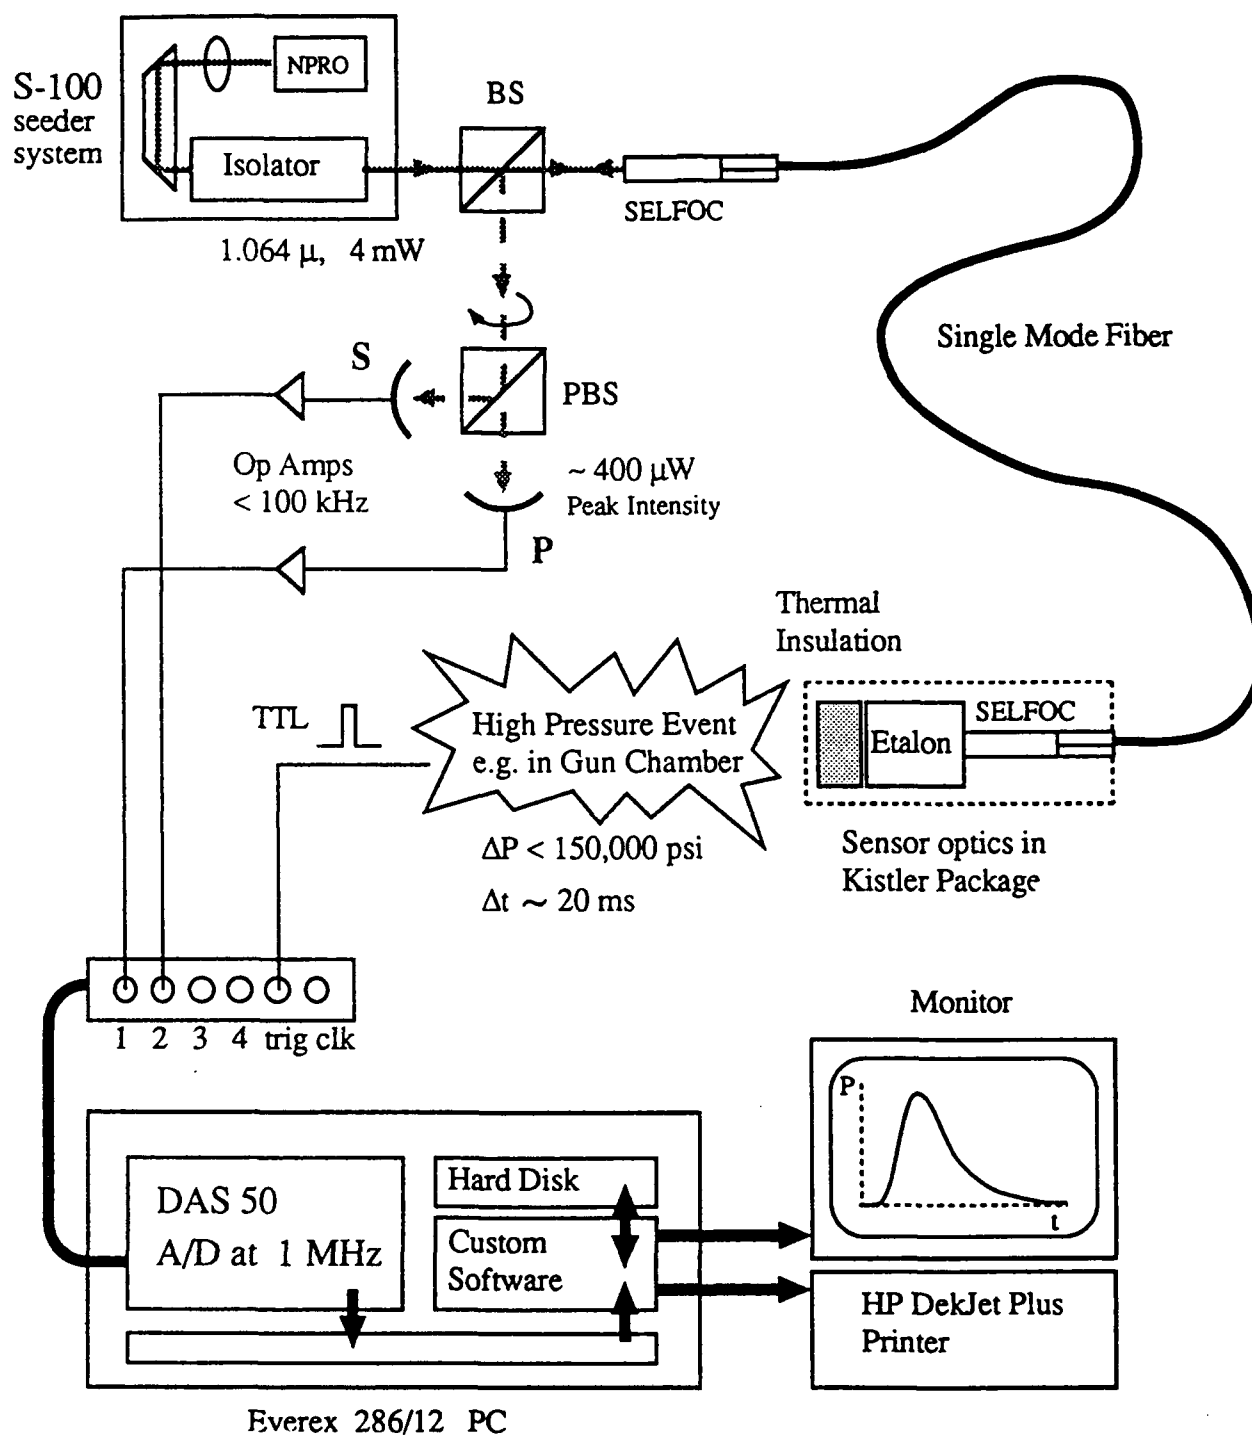 S-100
seeder
system
NPRO
Isolator
1.064 μ, 4 mW
BS
SELFOC
Single Mode Fiber
S
PBS
Op Amps
< 100 kHz
~ 400 μW
Peak Intensity
P
Thermal
Insulation
TTL
High Pressure Event
e.g. in Gun Chamber
Etalon
SELFOC
ΔP < 150,000 psi
Δt ~ 20 ms
Sensor optics in
Kistler Package
1 2 3 4 trig clk
Monitor
P
t
DAS 50
A/D at 1 MHz
Hard Disk
Custom
Software
HP DekJet Plus
Printer
Everex 286/12 PC